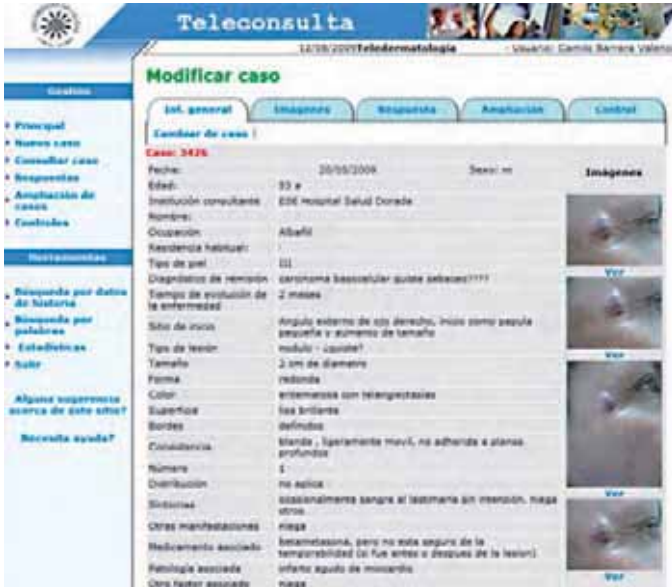 Teleconsulta
12/08/2009 Teledermatología - Usuario: Camilo Barrera Valencia
Modificar caso
Gestión
Principal
Nuevo caso
Consultar caso
Respuestas
Ampliación de casos
Controles
Herramientas
Búsqueda por datos de historia
Búsqueda por palabras
Estadísticas
Salir
Alguna sugerencia acerca de este sitio?
Necesita ayuda?
Inf. general Imágenes Respuesta Ampliación Control
Cambiar de caso |
Caso: 3426
Fecha: 20/05/2009 Sexo: m
Edad: 53 a
Institución consultante ESE Hospital Salud Dorada
Nombre:
Ocupación Albañil
Residencia habitual:
Tipo de piel III
Diagnóstico de remisión carcinoma basocelular quiste sebaceo????
Tiempo de evolución de la enfermedad 2 meses
Sitio de inicio Angulo externo de ojo derecho, inicio como papula pequeña y aumento de tamaño
Tipo de lesión nodulo - ¿quiste?
Tamaño 2 cm de diametro
Forma redonda
Color eritematosa con telangiectasias
Superficie lisa brillante
Bordes definidos
Consistencia blanda , ligeramente movil, no adherida a planos profundos
Número 1
Distribución no aplica
Síntomas ocasionalmente sangra al lastimarla sin intención, niega otros
Otras manifestaciones niega
Medicamento asociado betametasona, pero no esta seguro de la temporabilidad (si fue antes o despues de la lesion)
Patología asociada infarto agudo de miocardio
Otro factor asociado niega
Imágenes
Ver
Ver
Ver
Ver